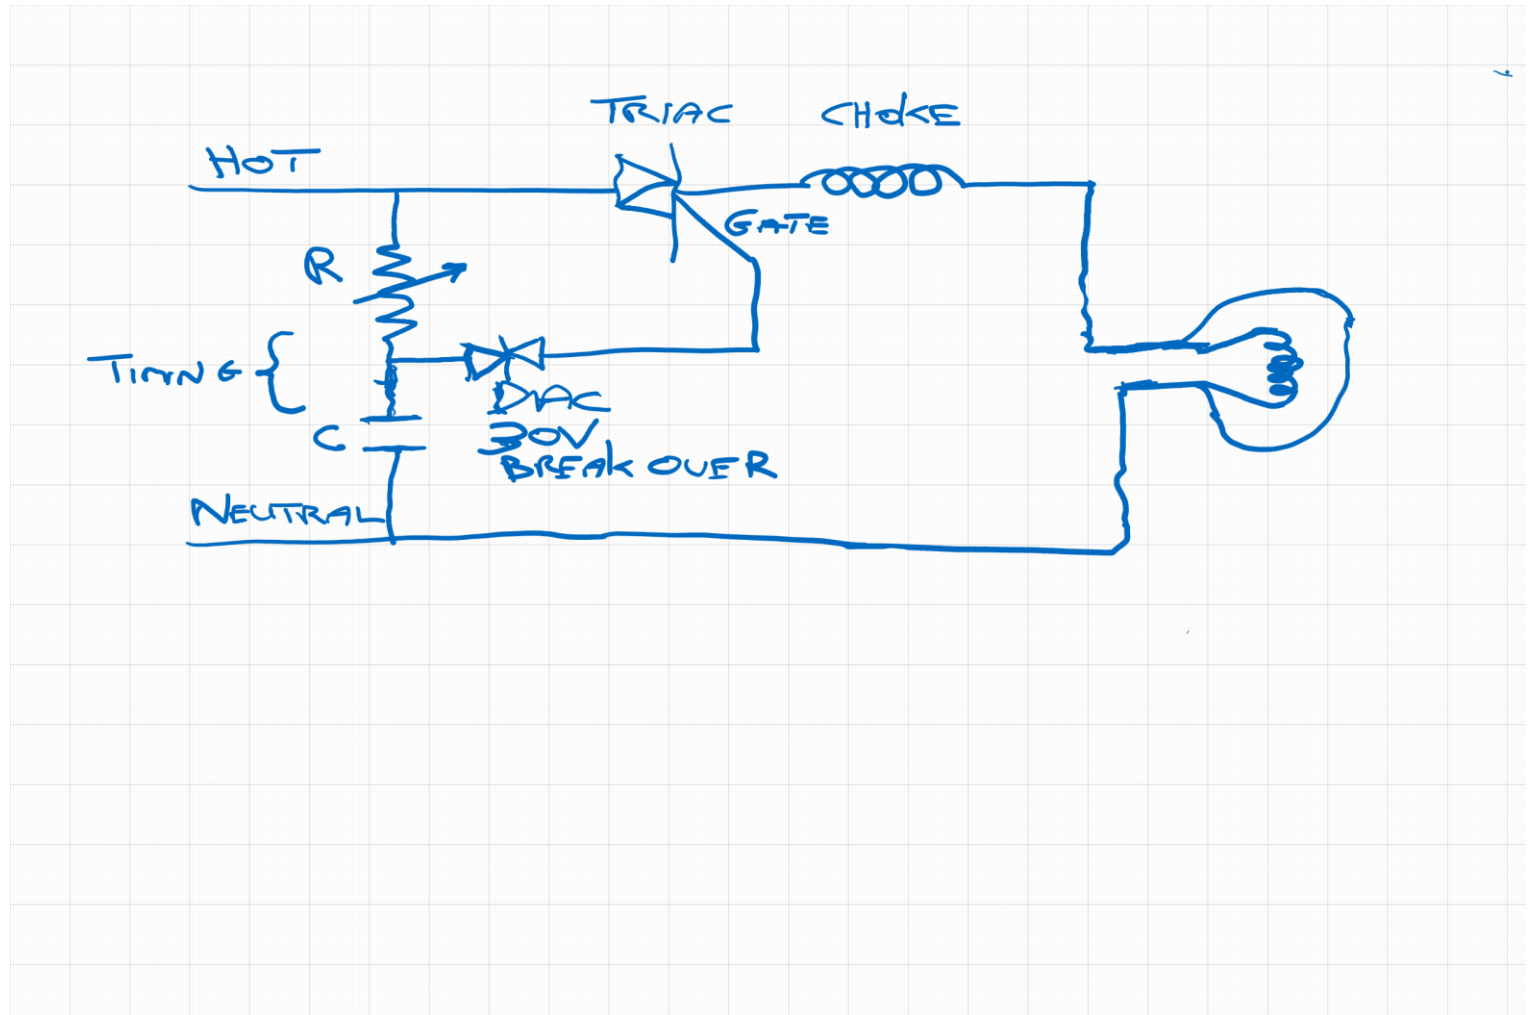 TRIAC CHOKE
HOT
GATE
R
TIMING
DIAC
C
30V
BREAKOVER
NEUTRAL